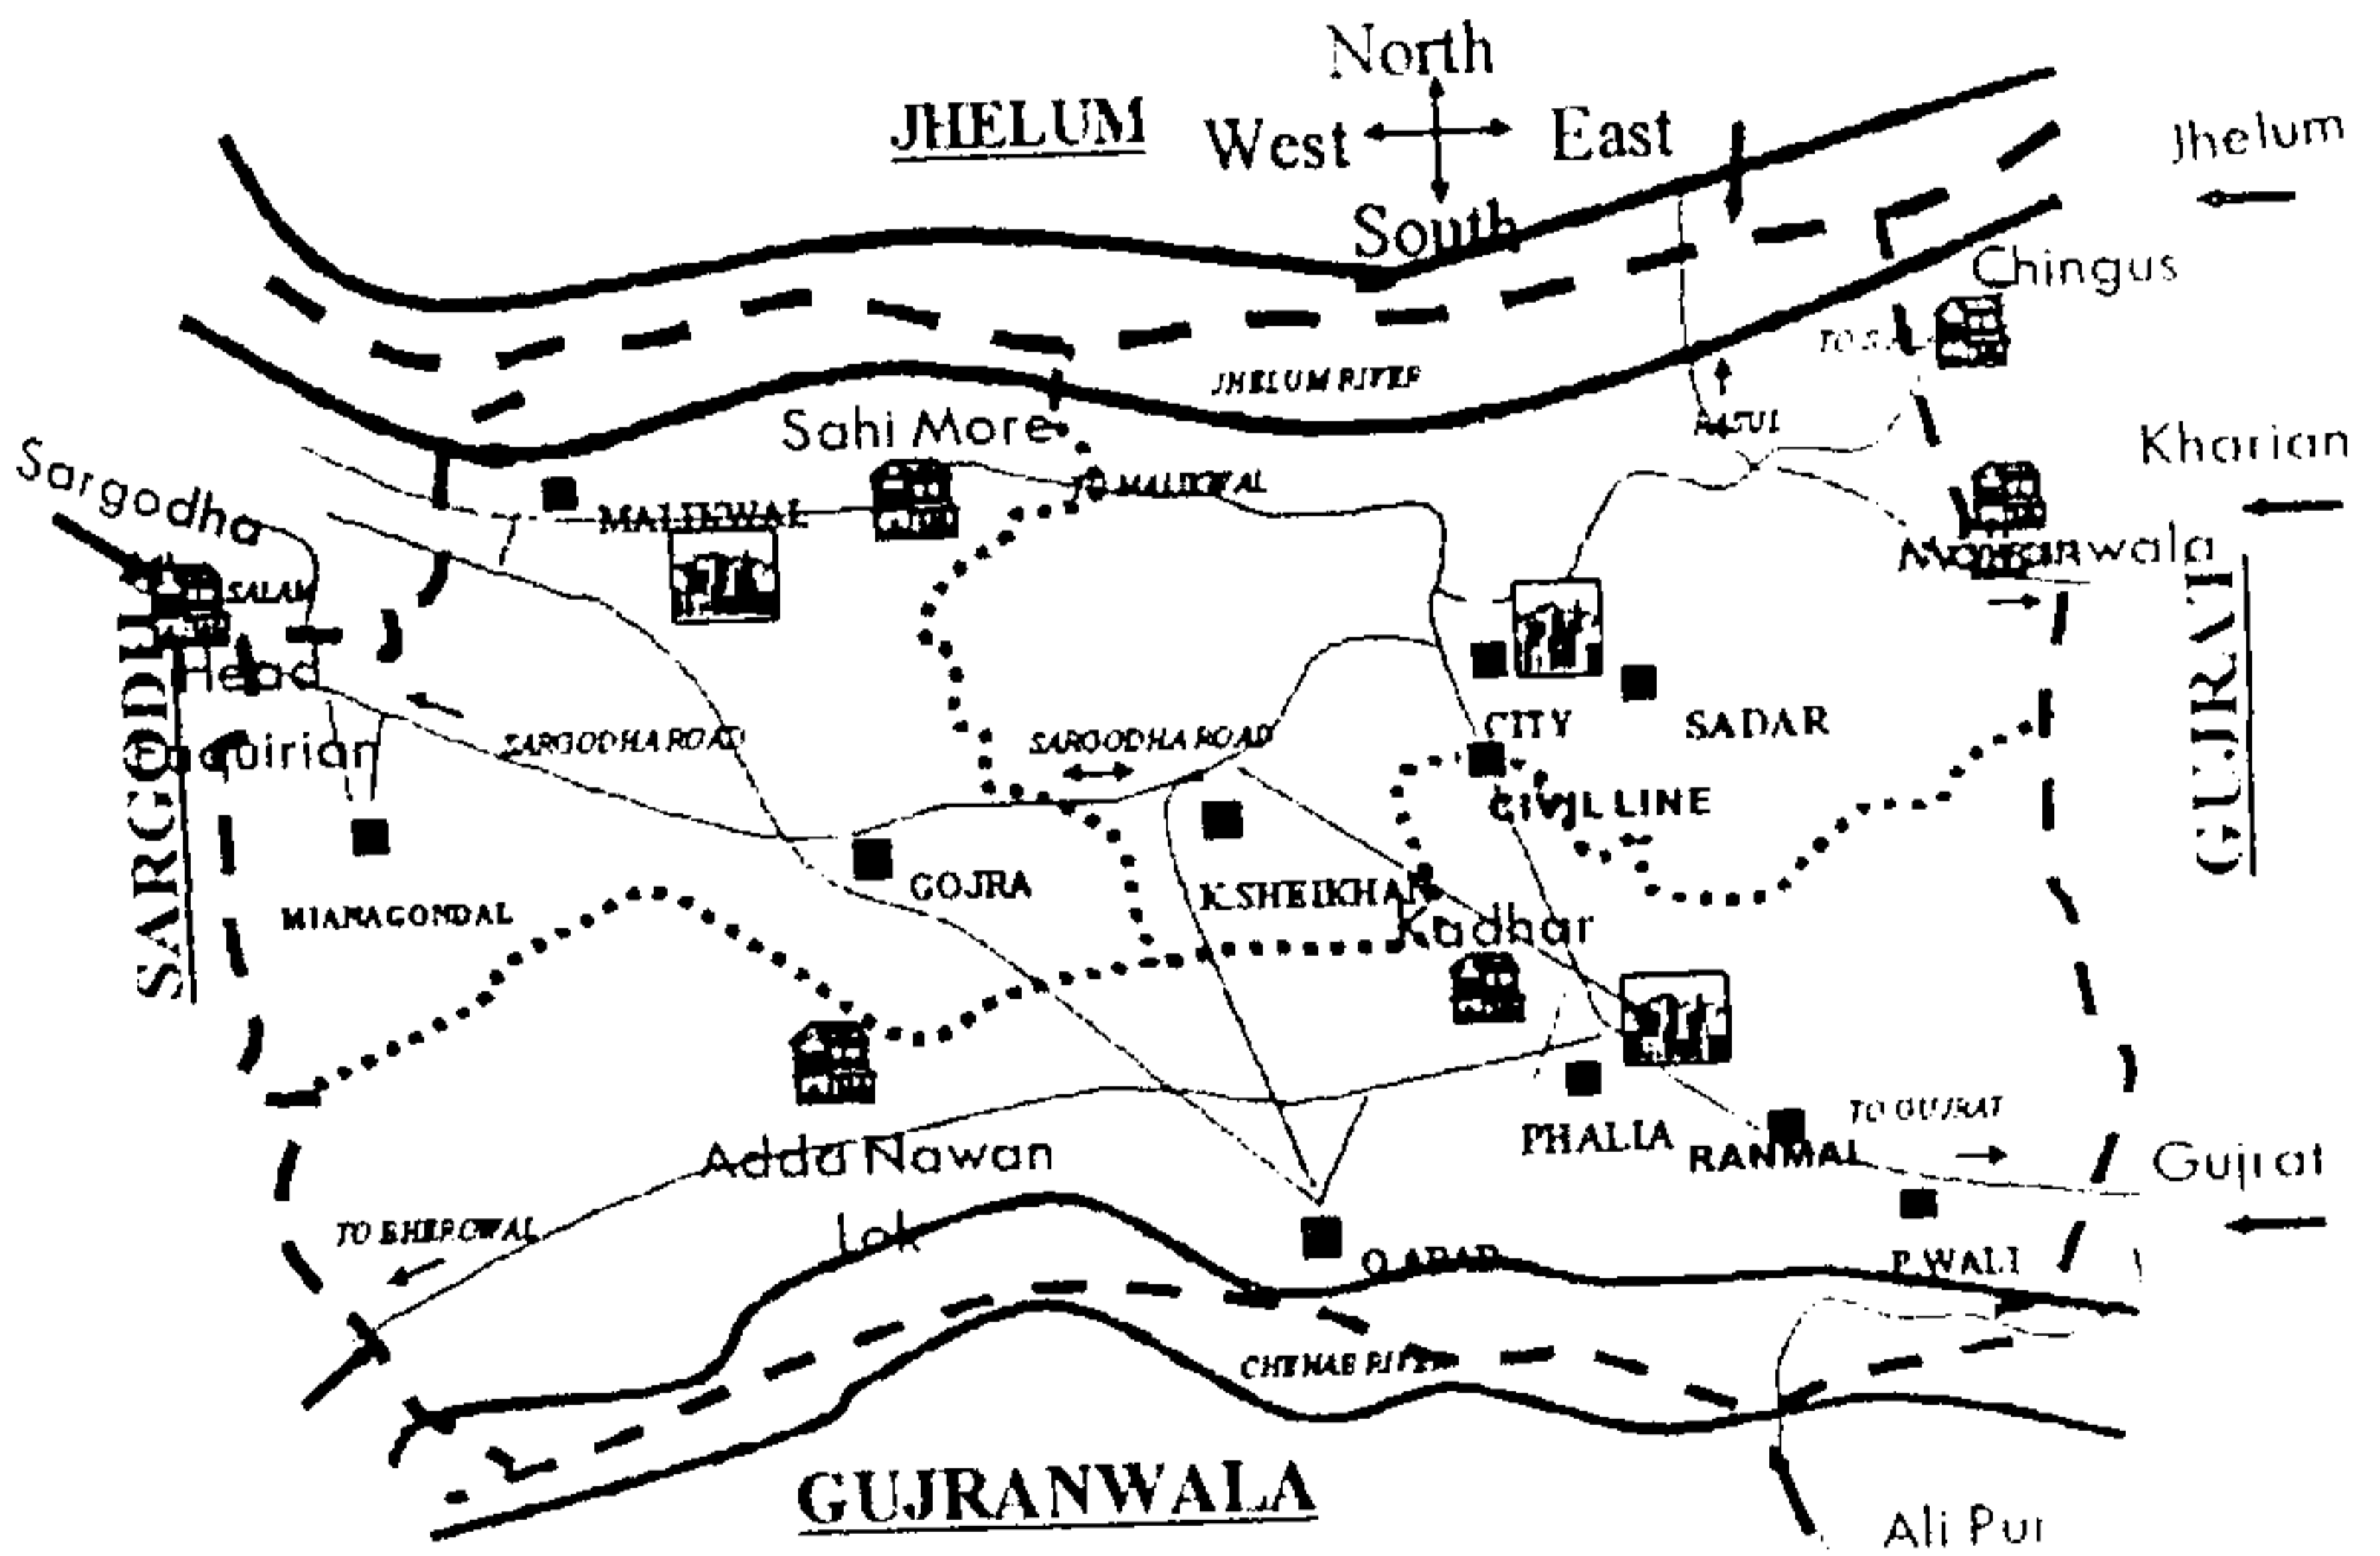 North
JHELUM
West
East
Jhelum
South
Chingus
JHELUM RIVER
Sahi More
RASUL
Kharian
Sargodha
TO MALIKWAL
MALIKWAL
SALAM
SARGODHA
Head
SARGODHA ROAD
SARGODHA ROAD
CITY
SADAR
GUJRAT
CIVIL LINE
GOJRA
K.SHEIKHAN
MIANAGONDAL
Kadhar
TO GUJRAT
PHALIA
RANMAL
Gujrat
Adda Nawan
Lok
TO BHEROWAL
Q.ABAD
P.WALI
CHENAB RIVER
GUJRANWALA
Ali Pur